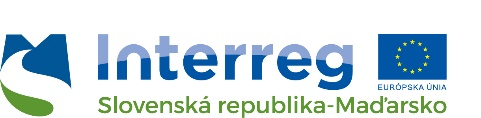 Interreg
EURÓPSKA ÚNIA
Slovenská republika-Maďarsko